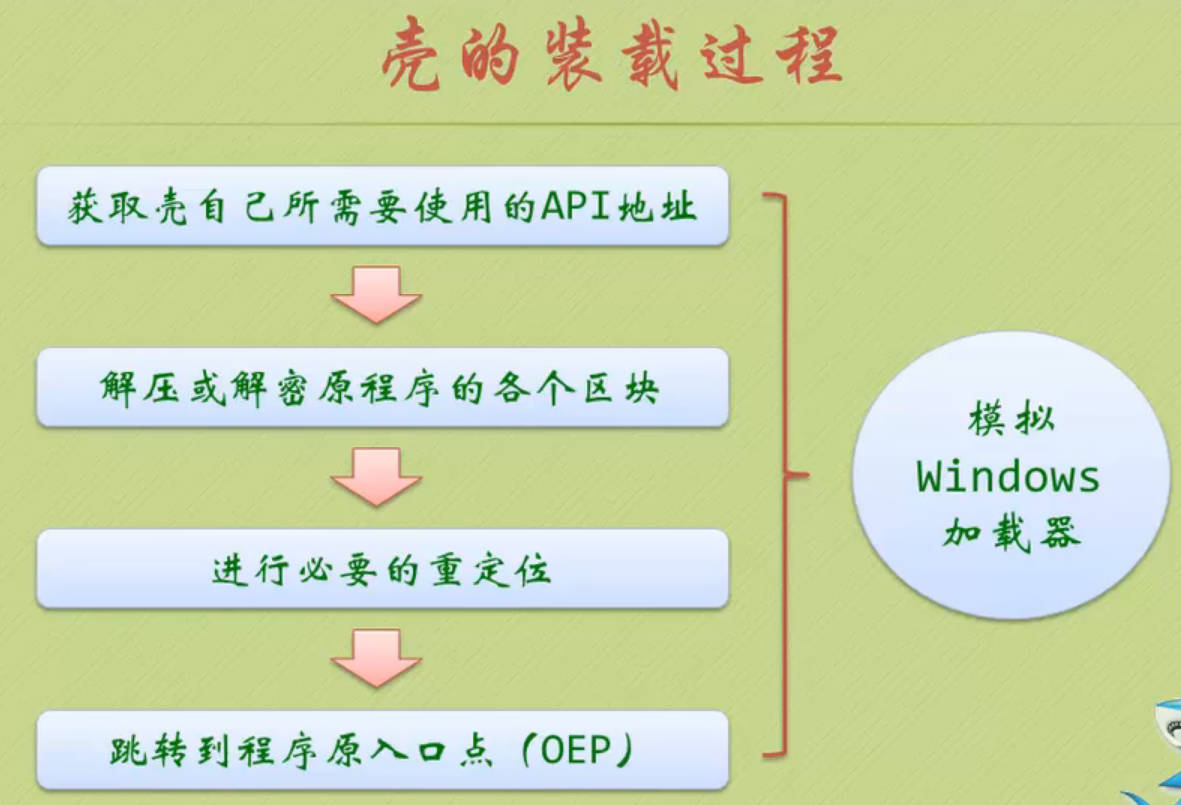 壳的装载过程
获取壳自己所需要使用的API地址
解压或解密原程序的各个区块
进行必要的重定位
跳转到程序原入口点（OEP）
模拟
Windows
加载器